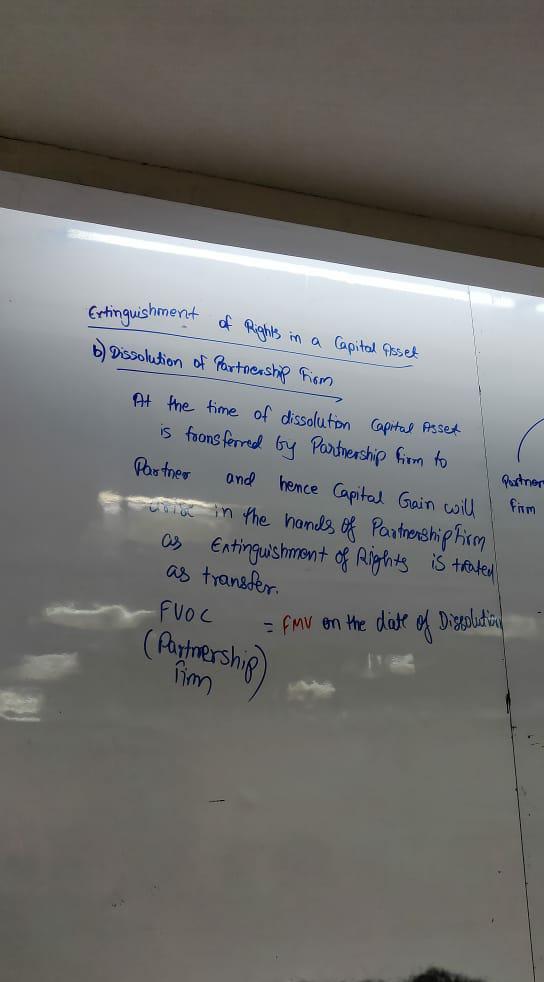 Extinguishment of Rights in a Capital Asset
b) Dissolution of Partnership Firm
At the time of dissolution Capital Asset
is transferred by Partnership firm to
Partner and hence Capital Gain will
arise in the hands of Partnership Firm
as Extinguishment of Rights is treated
as transfer.
FVOC = FMV on the date of Dissolution
(Partnership
firm)
Partner
firm